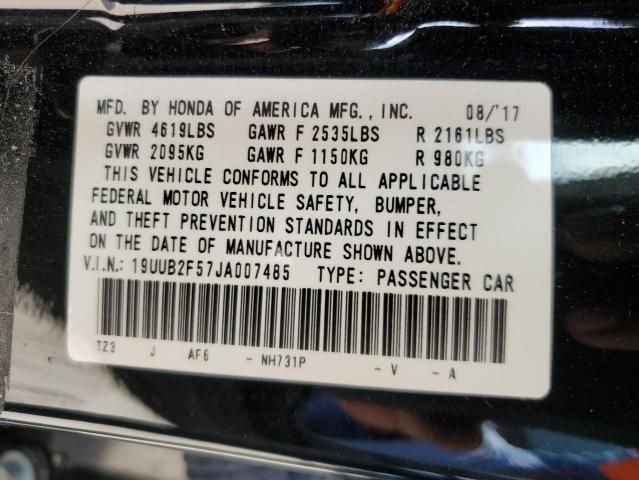 MFD. BY HONDA OF AMERICA MFG., INC. 08/'17
GVWR 4619LBS GAWR F 2535LBS R 2161LBS
GVWR 2095KG GAWR F 1150KG R 980KG
THIS VEHICLE CONFORMS TO ALL APPLICABLE
FEDERAL MOTOR VEHICLE SAFETY, BUMPER,
AND THEFT PREVENTION STANDARDS IN EFFECT
ON THE DATE OF MANUFACTURE SHOWN ABOVE.
V.I.N.: 19UUB2F57JA007485 TYPE: PASSENGER CAR
TZ3 J AF6 - NH731P - V - A